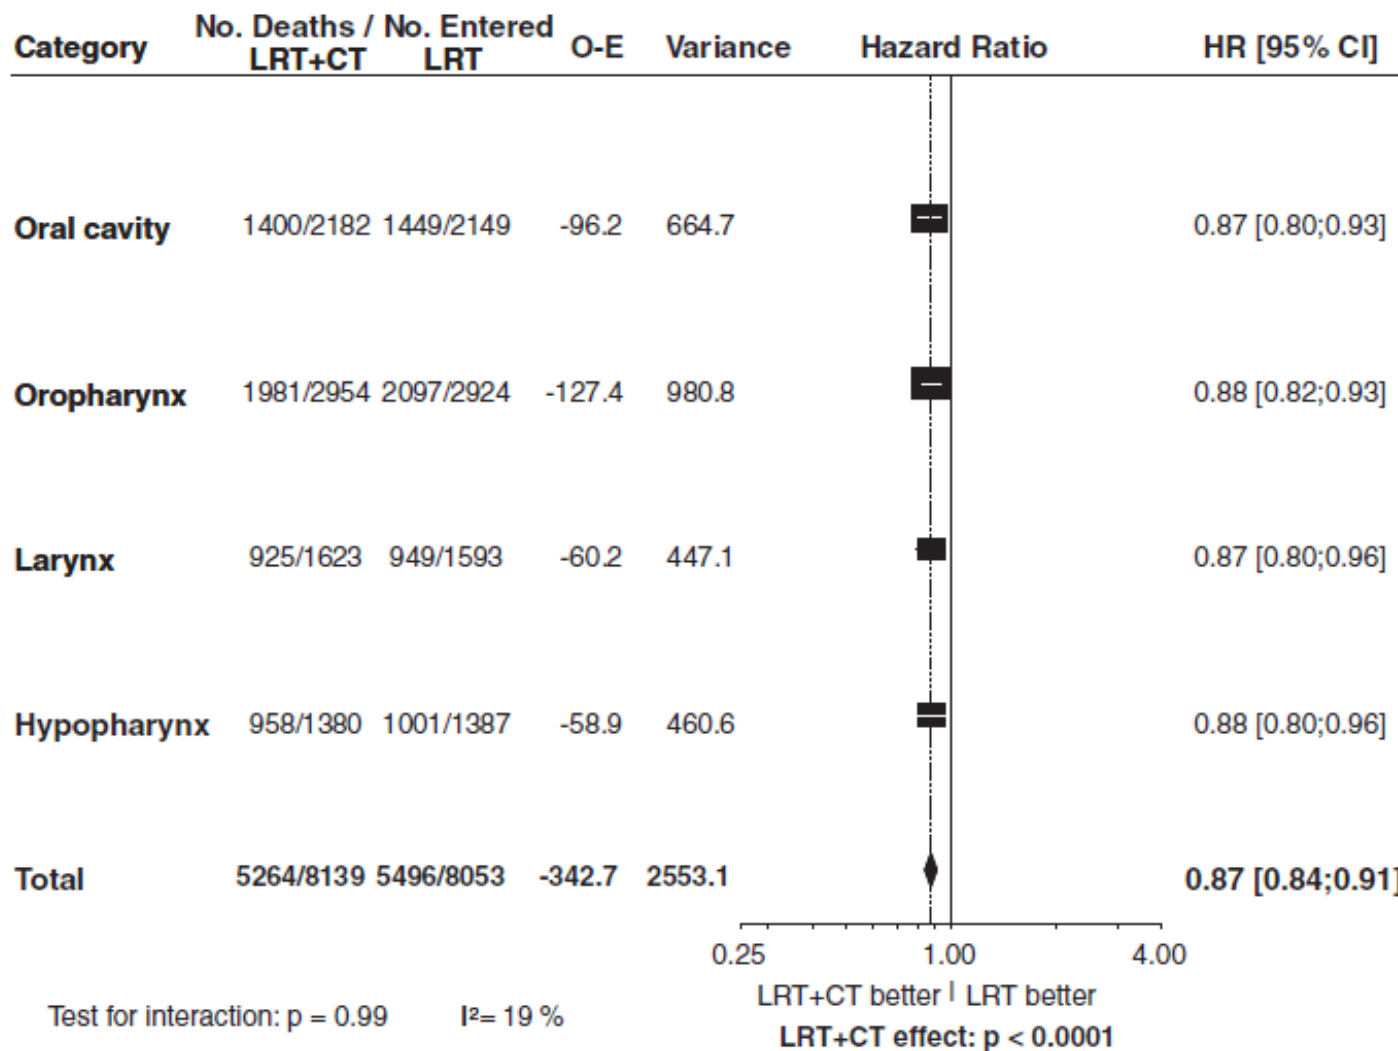 Category No. Deaths / No. Entered O-E Variance Hazard Ratio HR [95% CI]
LRT+CT LRT
Oral cavity 1400/2182 1449/2149 -96.2 664.7 0.87 [0.80;0.93]
Oropharynx 1981/2954 2097/2924 -127.4 980.8 0.88 [0.82;0.93]
Larynx 925/1623 949/1593 -60.2 447.1 0.87 [0.80;0.96]
Hypopharynx 958/1380 1001/1387 -58.9 460.6 0.88 [0.80;0.96]
Total 5264/8139 5496/8053 -342.7 2553.1 0.87 [0.84;0.91]
0.25 1.00 4.00
LRT+CT better | LRT better
Test for interaction: p = 0.99 I²= 19 %
LRT+CT effect: p < 0.0001